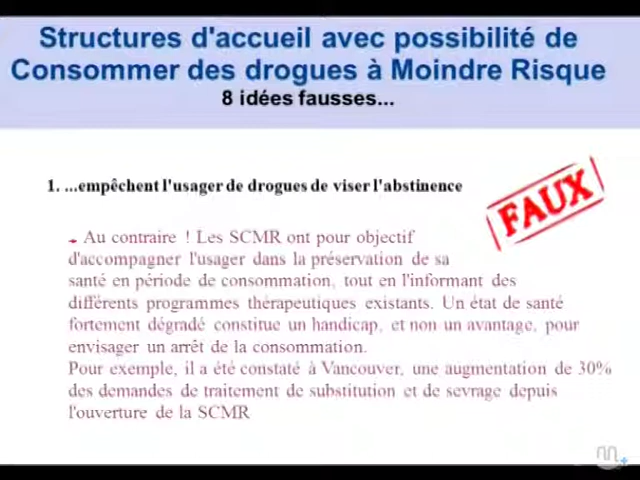 Structures d'accueil avec possibilité de
Consommer des drogues à Moindre Risque
8 idées fausses...
1. ...empêchent l'usager de drogues de viser l'abstinence
FAUX
Au contraire ! Les SCMR ont pour objectif
d'accompagner l'usager dans la préservation de sa
santé en période de consommation, tout en l'informant des
différents programmes thérapeutiques existants. Un état de santé
fortement dégradé constitue un handicap, et non un avantage, pour
envisager un arrêt de la consommation.
Pour exemple, il a été constaté à Vancouver, une augmentation de 30%
des demandes de traitement de substitution et de sevrage depuis
l'ouverture de la SCMR